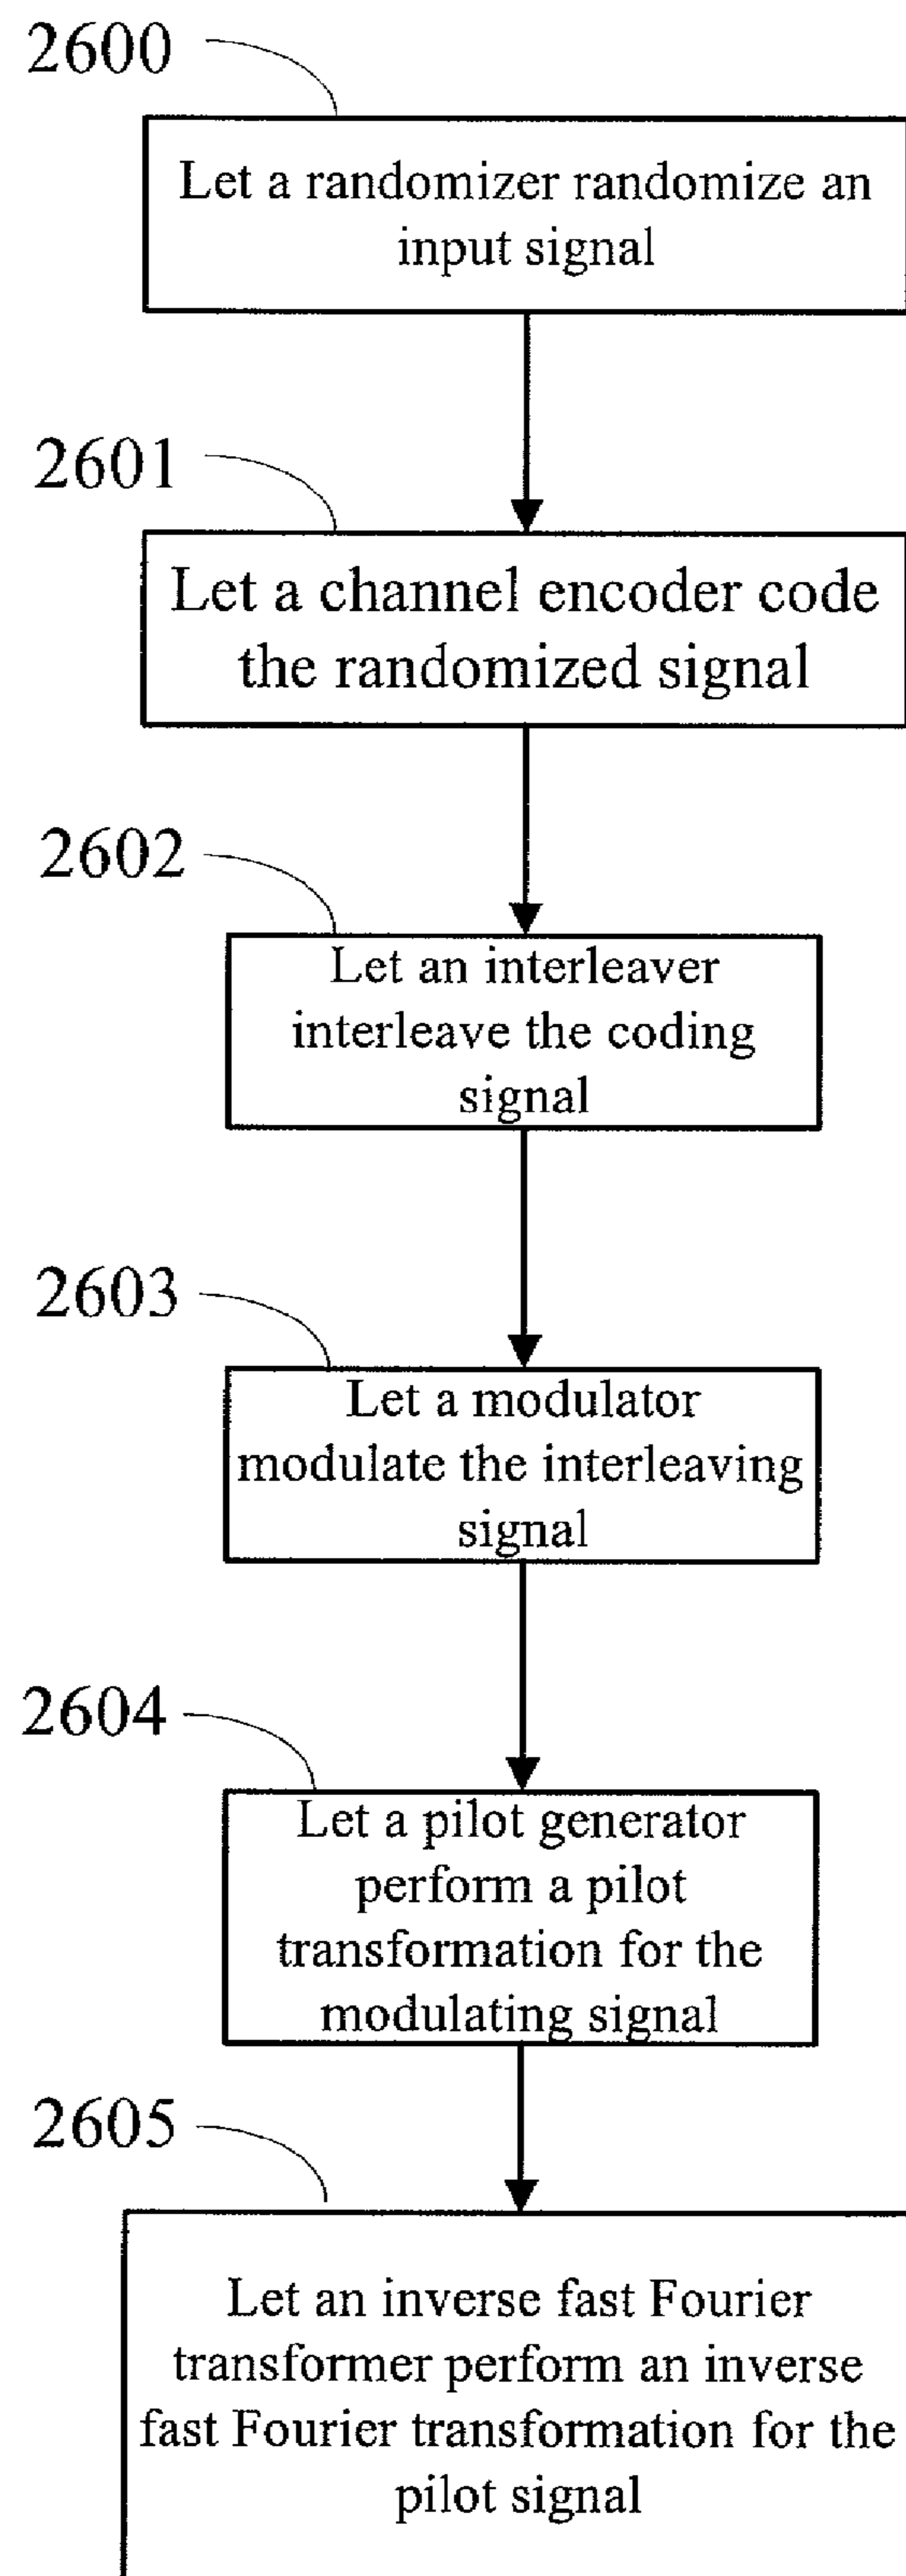 2600
Let a randomizer randomize an
input signal
2601
Let a channel encoder code
the randomized signal
2602
Let an interleaver
interleave the coding
signal
2603
Let a modulator
modulate the interleaving
signal
2604
Let a pilot generator
perform a pilot
transformation for the
modulating signal
2605
Let an inverse fast Fourier
transformer perform an inverse
fast Fourier transformation for the
pilot signal